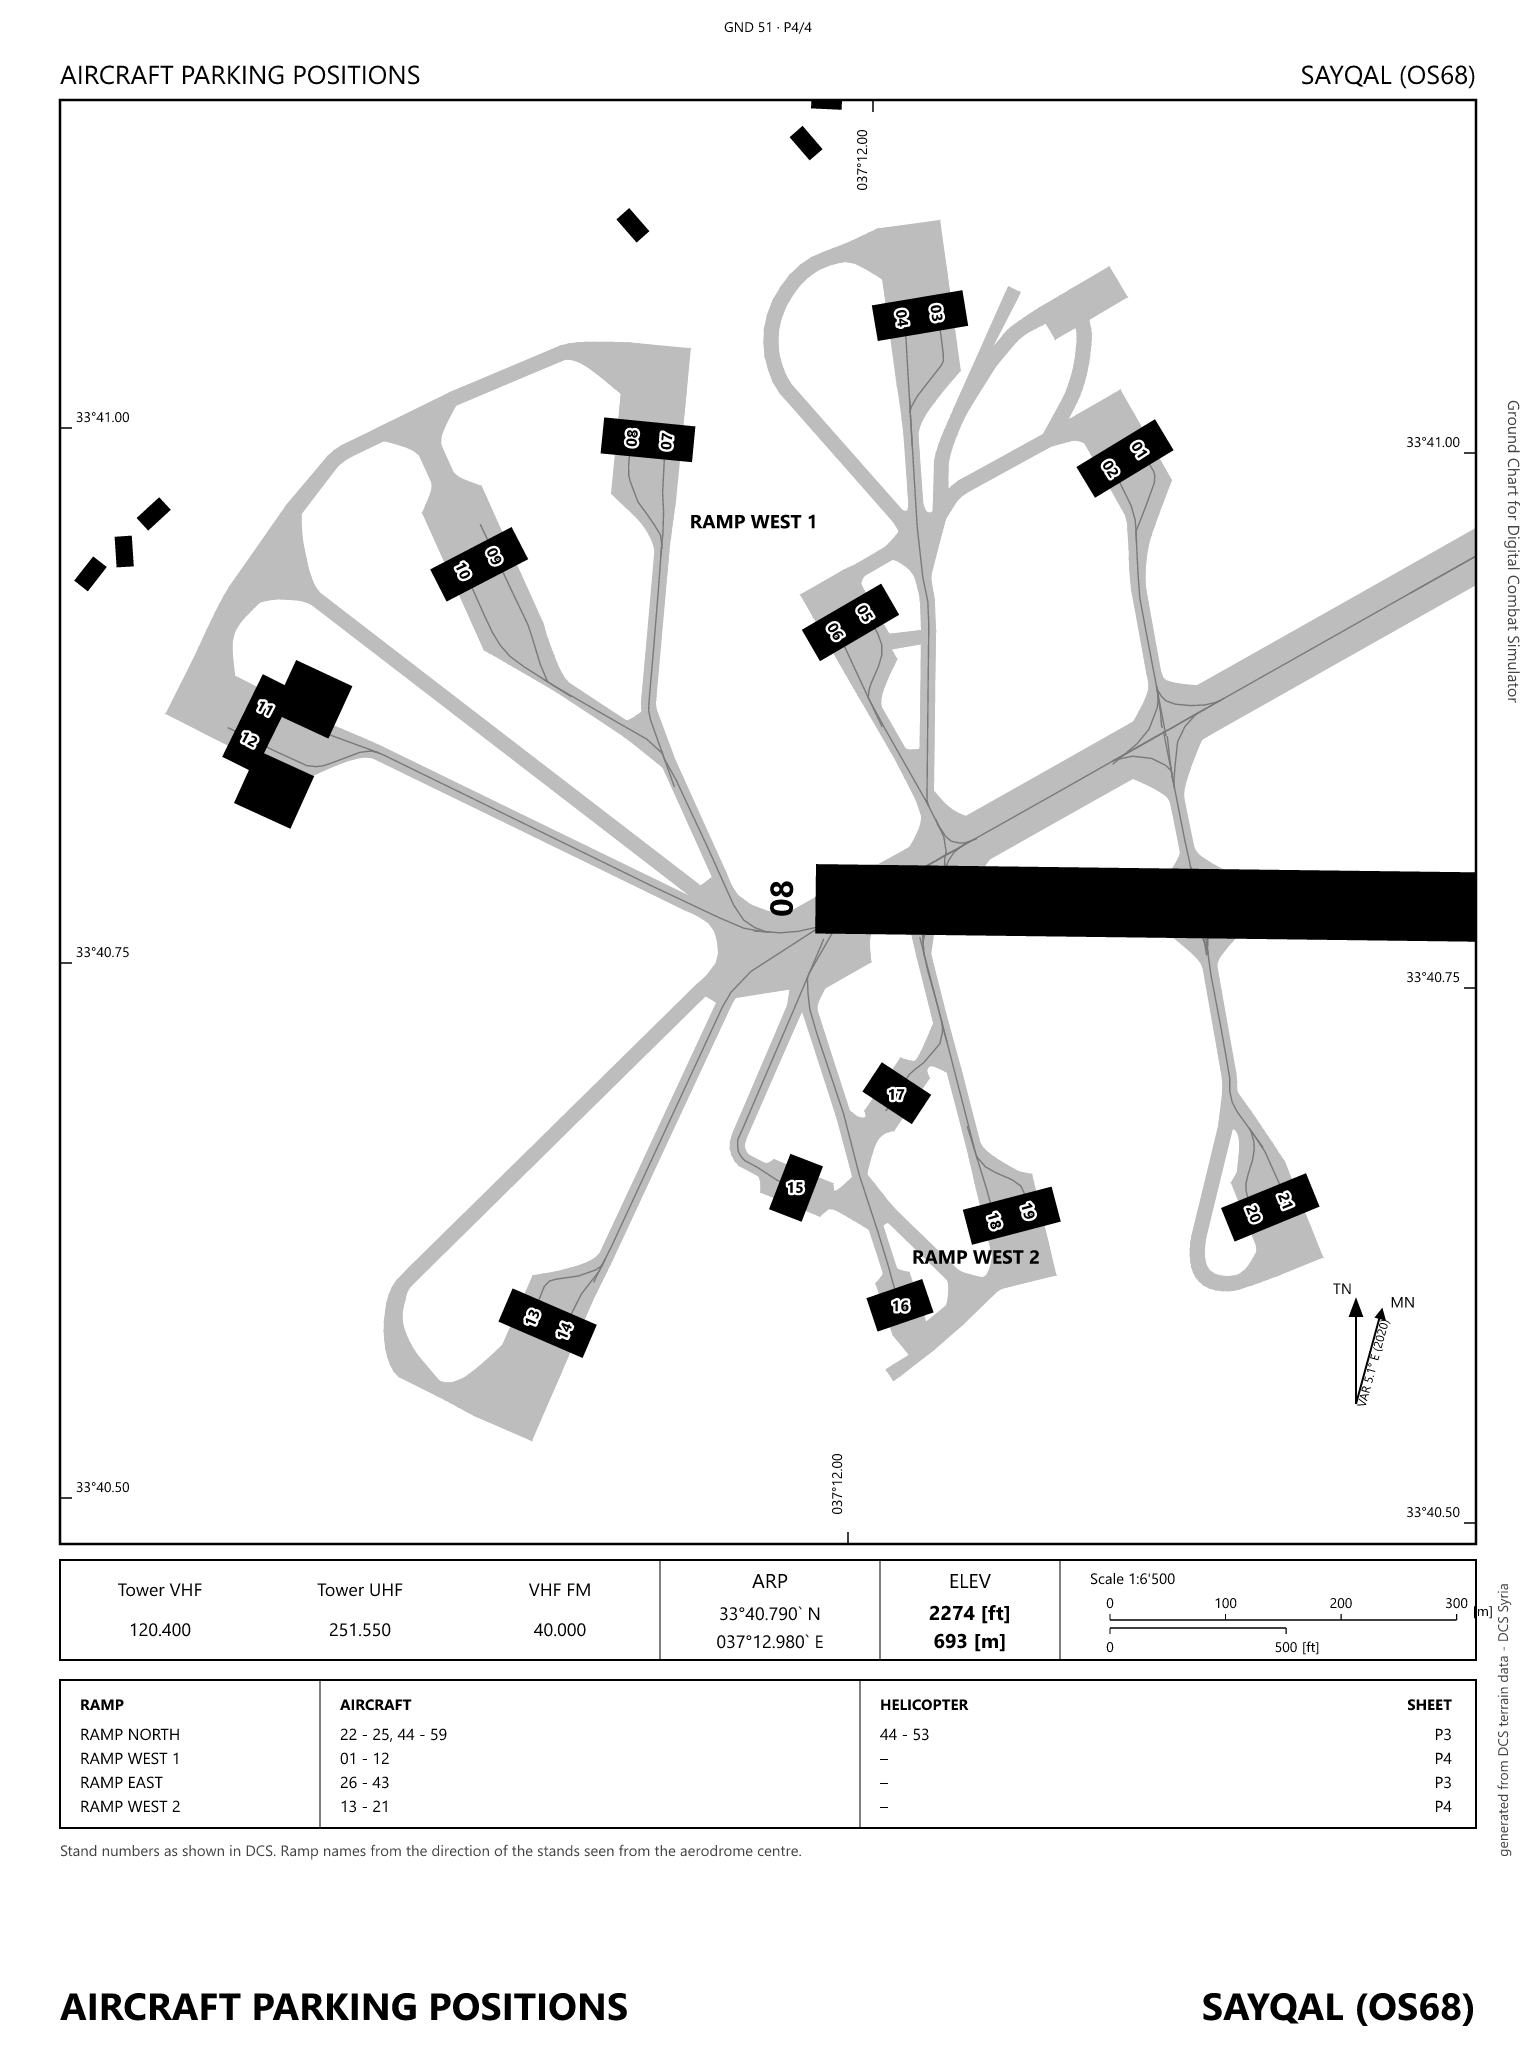 GND 51 · P4/4
AIRCRAFT PARKING POSITIONS
SAYQAL (OS68)
037°12.00
04 03
33°41.00
08 07
33°41.00
02 01
RAMP WEST 1
10 09
06 05
11
12
08
33°40.75
33°40.75
17
15
18 19
20 21
RAMP WEST 2
16
13 14
TN
MN
VAR 5.1° E (2020)
037°12.00
33°40.50
33°40.50
Ground Chart for Digital Combat Simulator
Tower VHF
120.400
Tower UHF
251.550
VHF FM
40.000
ARP
33°40.790` N
037°12.980` E
ELEV
2274 [ft]
693 [m]
Scale 1:6'500
0 100 200 300 [m]
0 500 [ft]
generated from DCS terrain data - DCS Syria
RAMP AIRCRAFT HELICOPTER SHEET
RAMP NORTH 22 - 25, 44 - 59 44 - 53 P3
RAMP WEST 1 01 - 12 – P4
RAMP EAST 26 - 43 – P3
RAMP WEST 2 13 - 21 – P4
Stand numbers as shown in DCS. Ramp names from the direction of the stands seen from the aerodrome centre.
AIRCRAFT PARKING POSITIONS
SAYQAL (OS68)